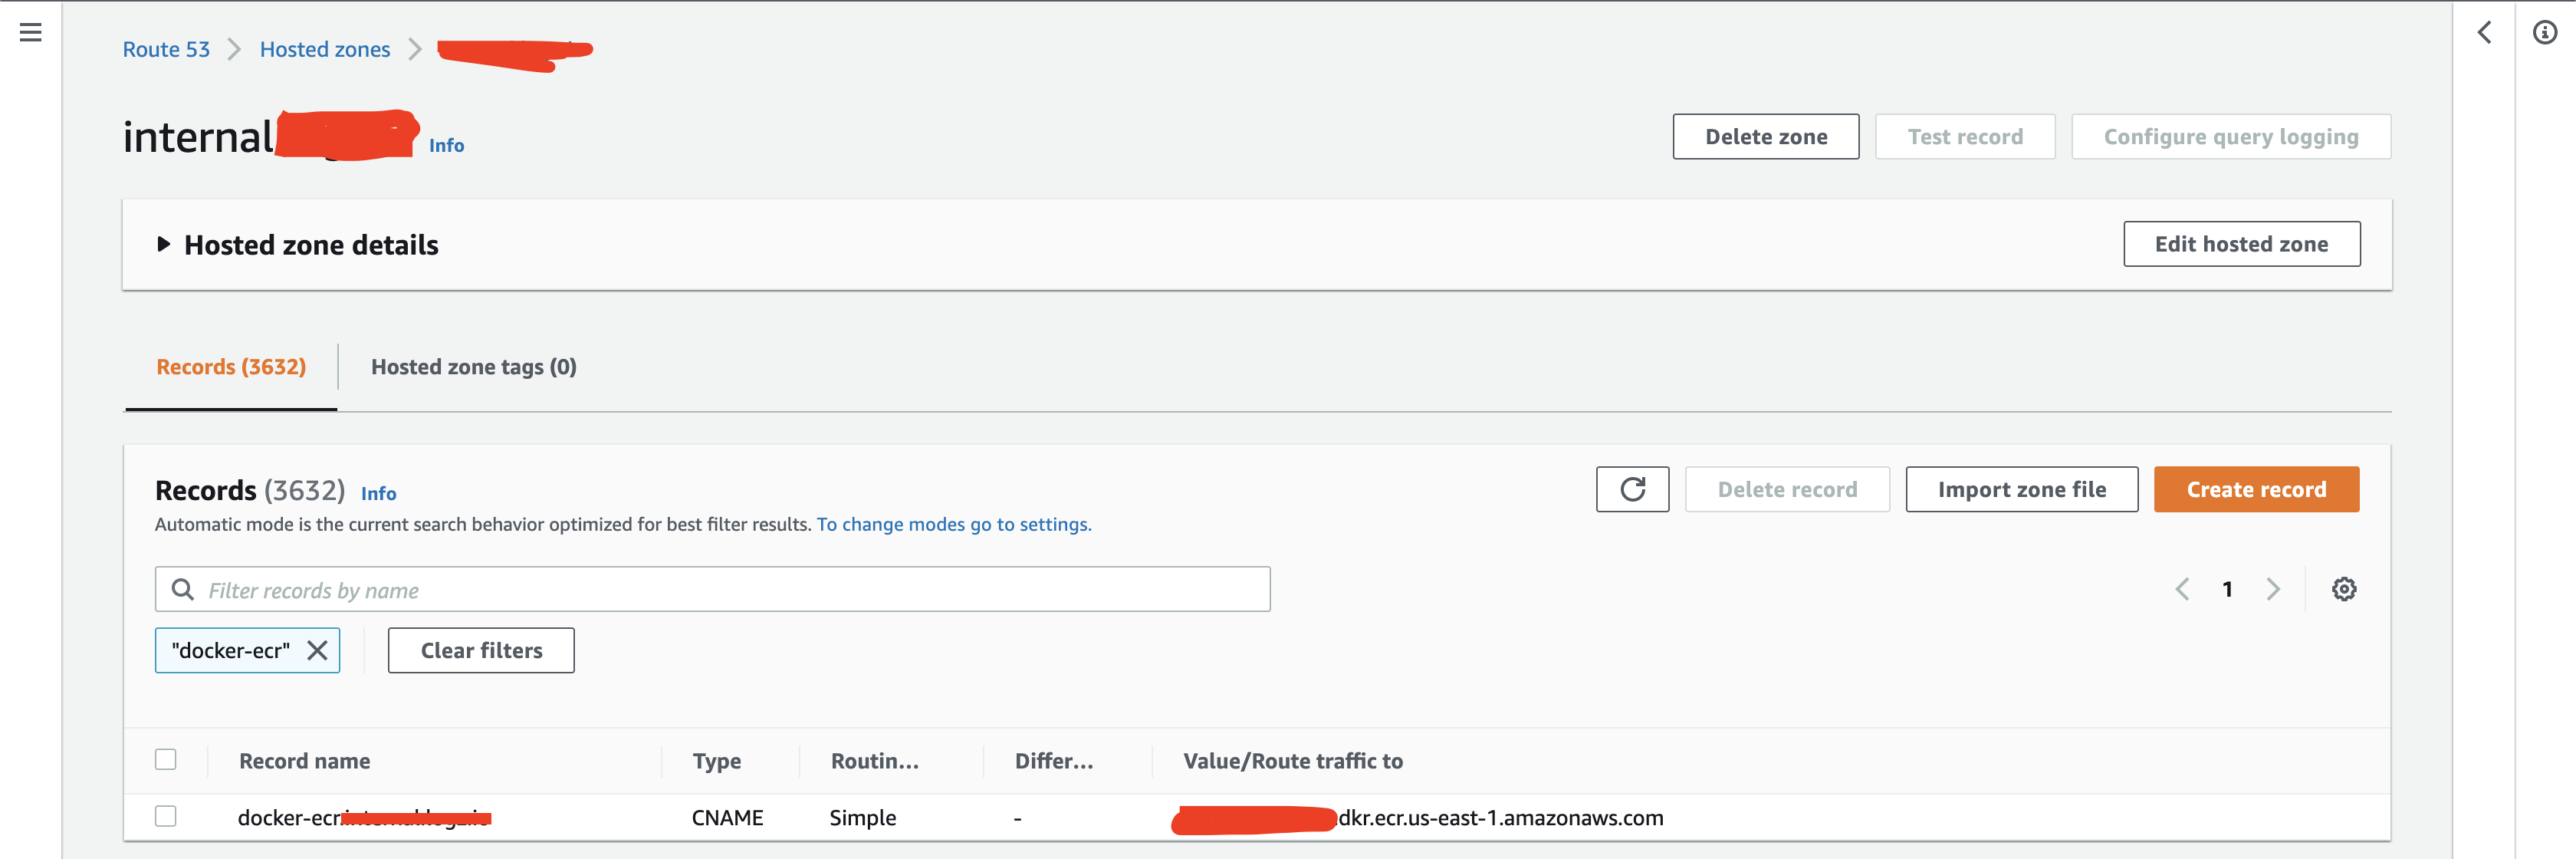 Route 53 > Hosted zones >
internal
Info
Delete zone
Test record
Configure query logging
Hosted zone details
Edit hosted zone
Records (3632)
Hosted zone tags (0)
Records (3632) Info
Delete record
Import zone file
Create record
Automatic mode is the current search behavior optimized for best filter results. To change modes go to settings.
Filter records by name
1
"docker-ecr"
Clear filters
Record name Type Routin... Differ... Value/Route traffic to
docker-ecr CNAME Simple - .dkr.ecr.us-east-1.amazonaws.com